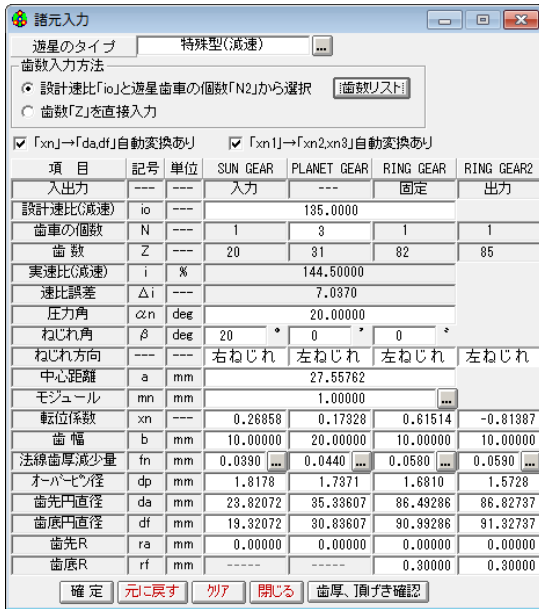 諸元入力
遊星のタイプ 特殊型(減速) ...
歯数入力方法
設計速比「io」と遊星歯車の個数「N2」から選択 歯数リスト
歯数「Z」を直接入力
「xn」→「da,df」自動変換あり 「xn1」→「xn2,xn3」自動変換あり
項 目 記号 単位 SUN GEAR PLANET GEAR RING GEAR RING GEAR2
入出力 --- --- 入力 --- 固定 出力
設計速比(減速) io --- 135.0000
歯車の個数 N --- 1 3 1 1
歯 数 Z --- 20 31 82 85
実速比(減速) i % 144.50000
速比誤差 Δi --- 7.0370
圧力角 αn deg 20.00000
ねじれ角 β deg 20 ° 0 ' 0 "
ねじれ方向 --- --- 右ねじれ 左ねじれ 左ねじれ 左ねじれ
中心距離 a mm 27.55762
モジュール mn mm 1.00000 ...
転位係数 xn --- 0.26858 0.17328 0.61514 -0.81387
歯 幅 b mm 10.00000 20.00000 10.00000 10.00000
法線歯厚減少量 fn mm 0.0390 ... 0.0440 ... 0.0580 ... 0.0590 ...
オーバーピン径 dp mm 1.8178 1.7371 1.6810 1.5728
歯先円直径 da mm 23.82072 35.33607 86.49286 86.82737
歯底円直径 df mm 19.32072 30.83607 90.99286 91.32737
歯先R ra mm 0.00000 0.00000 0.00000 0.00000
歯底R rf mm ----- ----- 0.30000 0.30000
確 定 元に戻す クリア 閉じる 歯厚、頂げき確認